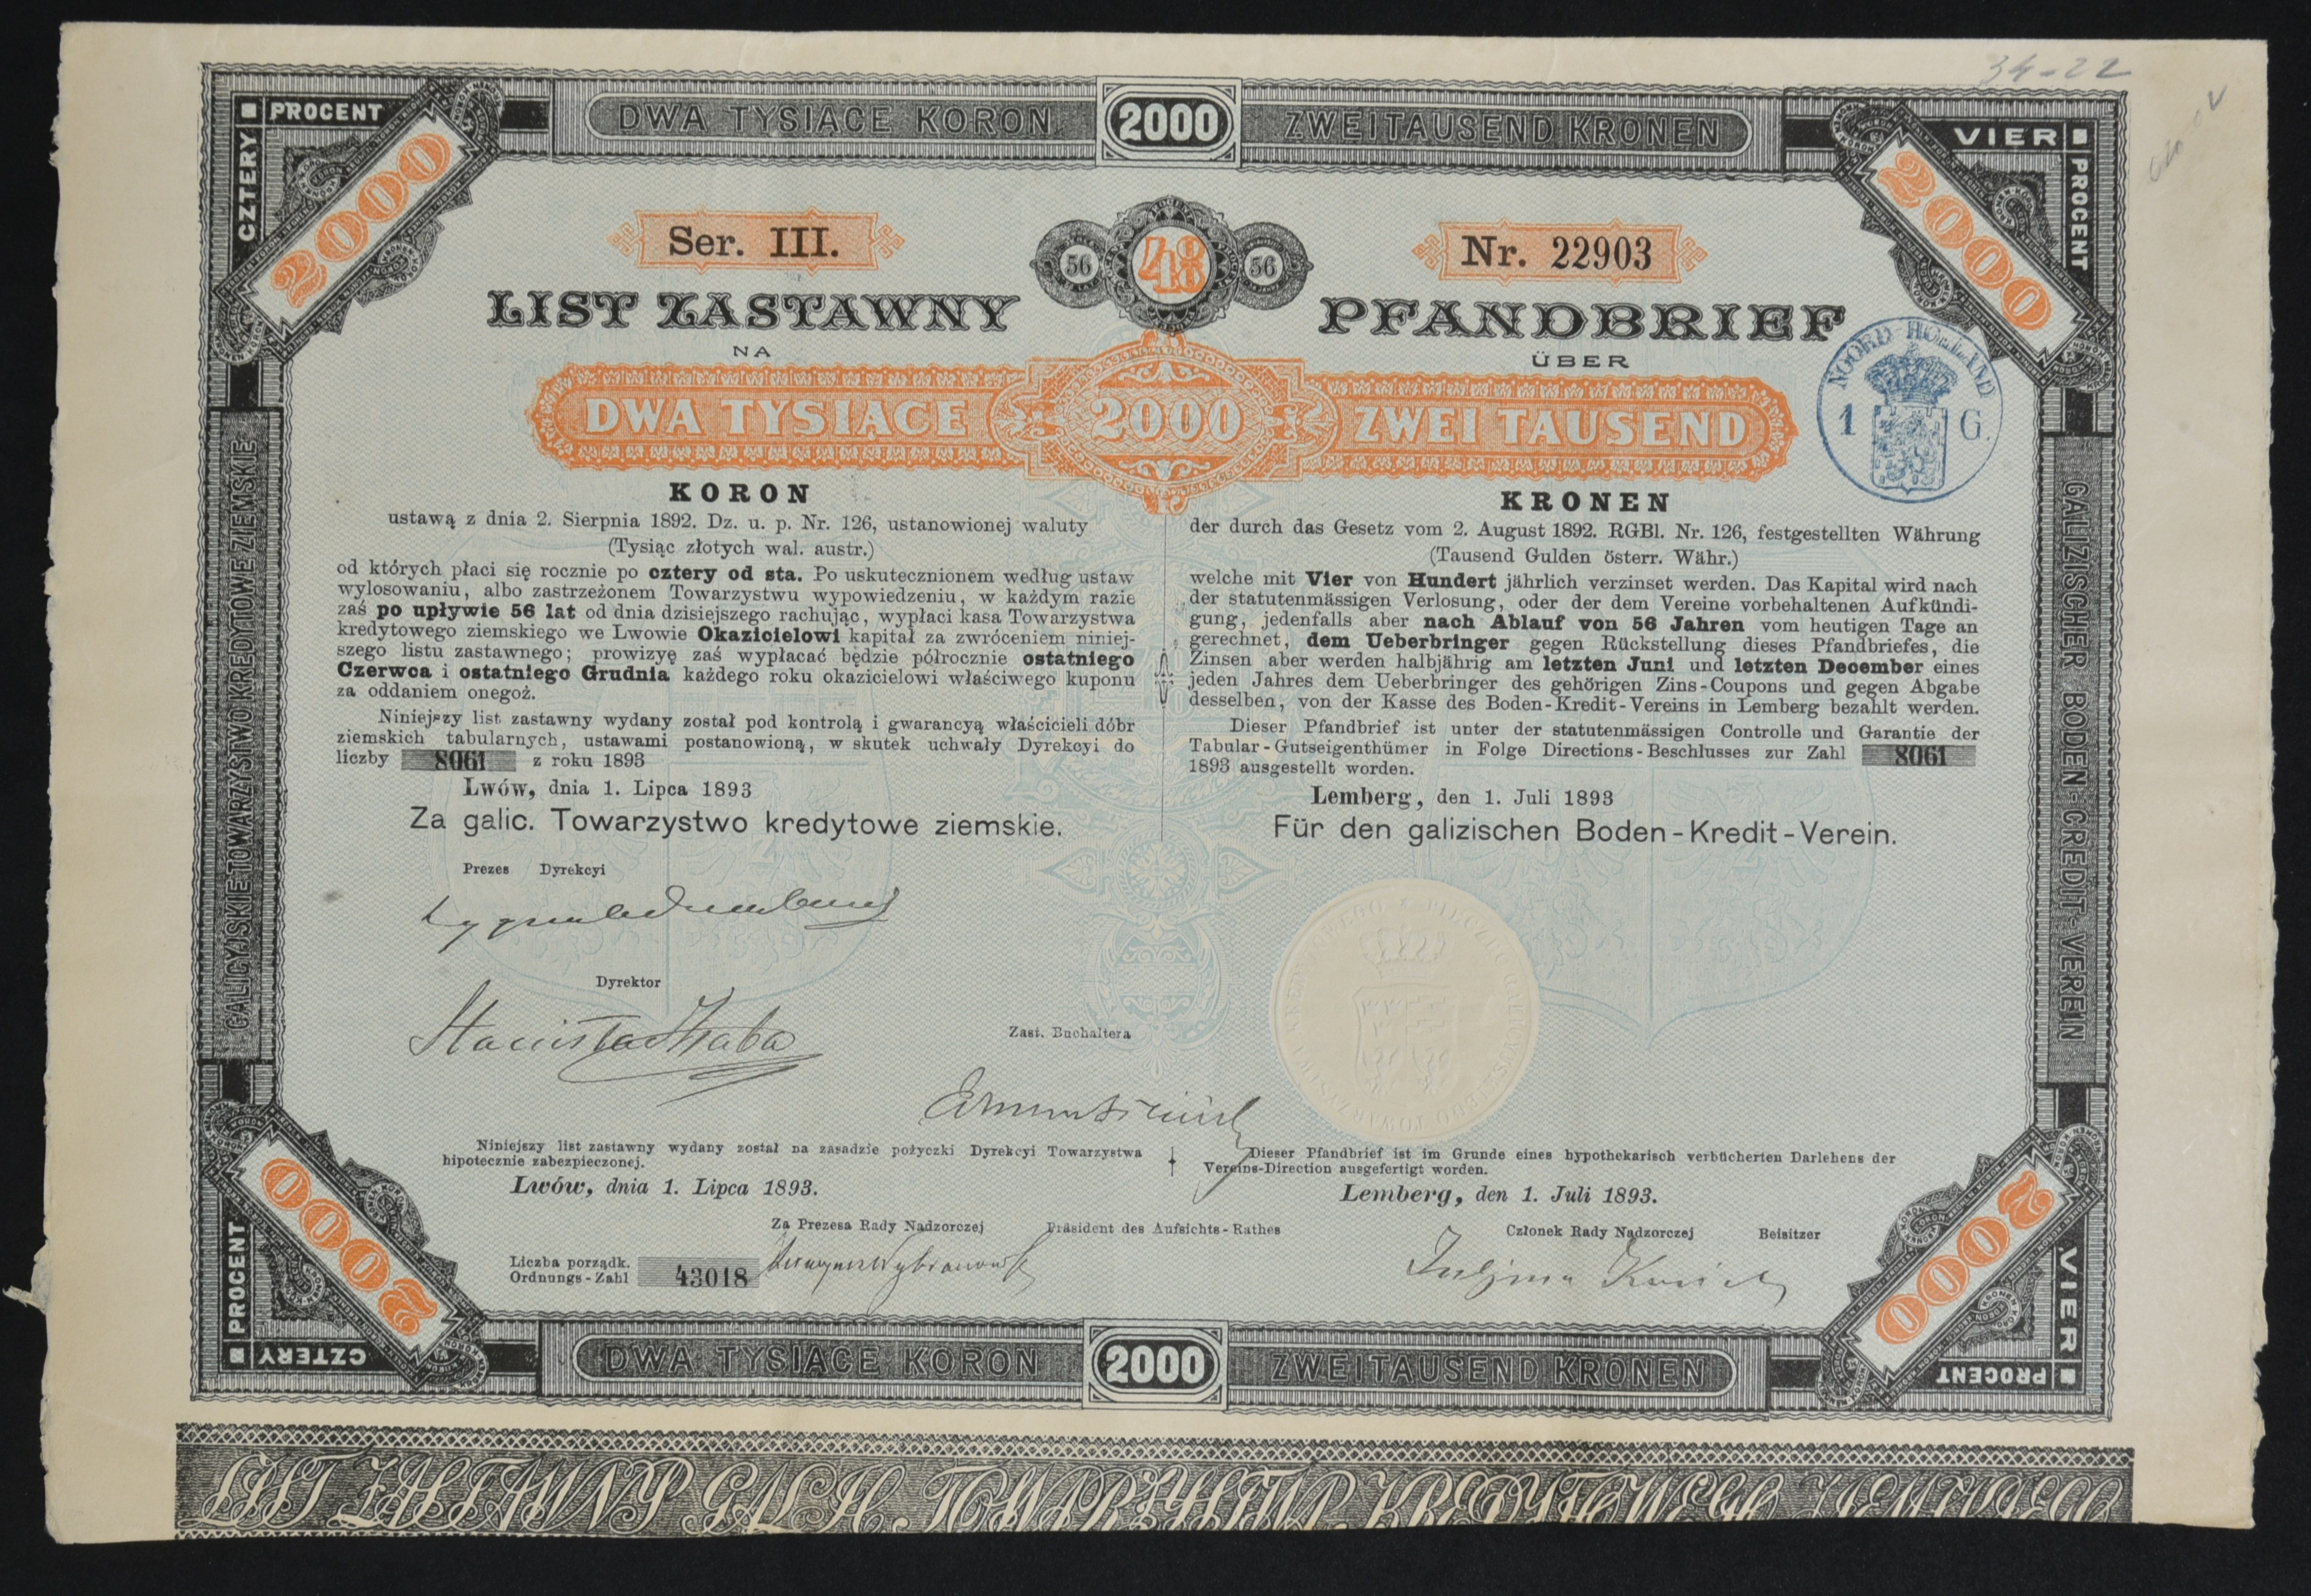 34-22
PROCENT
CZTERY
2000
DWA TYSIĄCE KORON
2000
ZWEITAUSEND KRONEN
VIER
PROCENT
2000
Ser. III.
56
56
Nr. 22903
LIST ZASTAWNY
PFANDBRIEF
NA
ÜBER
DWA TYSIĄCE
2000
ZWEI TAUSEND
NOORD HOLLAND
1 G.
KORON
ustawą z dnia 2. Sierpnia 1892. Dz. u. p. Nr. 126, ustanowionej waluty
(Tysiąc złotych wal. austr.)
od których płaci się rocznie po cztery od sta. Po uskutecznionem według ustaw
wylosowaniu, albo zastrzeżonem Towarzystwu wypowiedzeniu, w każdym razie
zaś po upływie 56 lat od dnia dzisiejszego rachując, wypłaci kasa Towarzystwa
kredytowego ziemskiego we Lwowie Okazicielowi kapitał za zwróceniem niniej-
szego listu zastawnego; prowizyę zaś wypłacać będzie półrocznie ostatniego
Czerwca i ostatniego Grudnia każdego roku okazicielowi właściwego kuponu
za oddaniem onegoż.
Niniejszy list zastawny wydany został pod kontrolą i gwarancyą właścicieli dóbr
ziemskich tabularnych, ustawami postanowioną, w skutek uchwały Dyrekcyi do
liczby 8061 z roku 1893
Lwów, dnia 1. Lipca 1893
Za galic. Towarzystwo kredytowe ziemskie.
KRONEN
der durch das Gesetz vom 2. August 1892. RGBl. Nr. 126, festgestellten Währung
(Tausend Gulden österr. Währ.)
welche mit Vier von Hundert jährlich verzinset werden. Das Kapital wird nach
der statutenmässigen Verlosung, oder der dem Vereine vorbehaltenen Aufkündi-
gung, jedenfalls aber nach Ablauf von 56 Jahren vom heutigen Tage an
gerechnet, dem Ueberbringer gegen Rückstellung dieses Pfandbriefes, die
Zinsen aber werden halbjährig am letzten Juni und letzten December eines
jeden Jahres dem Ueberbringer des gehörigen Zins-Coupons und gegen Abgabe
desselben, von der Kasse des Boden-Kredit-Vereins in Lemberg bezahlt werden.
Dieser Pfandbrief ist unter der statutenmässigen Controlle und Garantie der
Tabular-Gutseigenthümer in Folge Directions-Beschlusses zur Zahl 8061
1893 ausgestellt worden.
Lemberg, den 1. Juli 1893
Für den galizischen Boden-Kredit-Verein.
GALICYJSKIE TOWARZYSTWO KREDYTOWE ZIEMSKIE
GALIZISCHER BODEN-CREDIT-VEREIN
Prezes Dyrekcyi
Dyrektor
Zast. Buchaltera
Niniejszy list zastawny wydany został na zasadzie pożyczki Dyrekcyi Towarzystwa
hipotecznie zabezpieczonej.
Lwów, dnia 1. Lipca 1893.
Dieser Pfandbrief ist im Grunde eines hypothekarisch verbücherten Darlehens der
Vereins-Direction ausgefertigt worden.
Lemberg, den 1. Juli 1893.
Za Prezesa Rady Nadzorczej
Präsident des Aufsichts-Rathes
Członek Rady Nadzorczej
Beisitzer
Liczba porządk.
Ordnungs-Zahl 43018
2000
PROCENT
CZTERY
DWA TYSIĄCE KORON
2000
ZWEITAUSEND KRONEN
2000
VIER
PROCENT
LIST ZASTAWNY GALIC. TOWARZYSTWA KREDYTOWEGO ZIEMSKIEGO